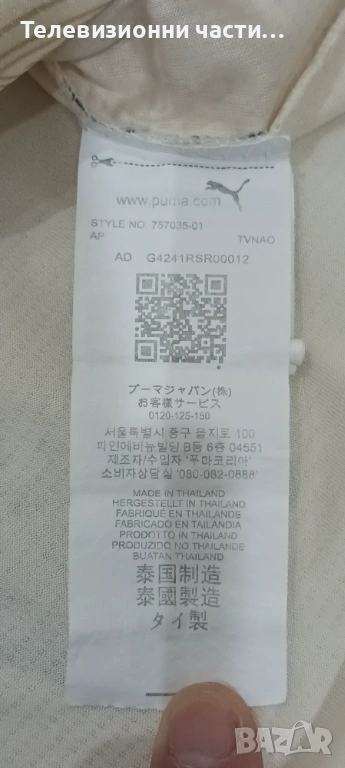 Телевизионни части...
www.puma.com
STYLE NO. 757035-01
AP TVNAO
AD G4241RSR00012
プーマジャパン(株)
お客様サービス
0120-125-150
서울특별시 중구 을지로 100
파인에비뉴빌딩 B동 6층 04551
제조자/수입자 '푸마코리아'
소비자상담실 '080-082-0888'
MADE IN THAILAND
HERGESTELLT IN THAILAND
FABRIQUÉ EN THAÏLANDE
FABRICADO EN TAILANDIA
PRODOTTO IN THAILAND
PRODUZIDO NO THAILANDE
BUATAN THAILAND
泰国制造
泰國製造
タイ製
BAZAR